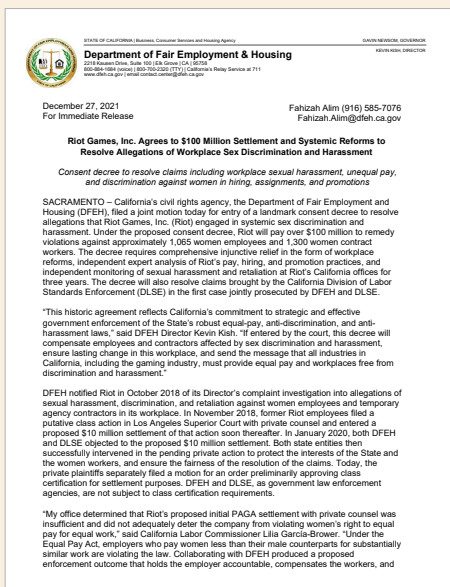 STATE OF CALIFORNIA | Business, Consumer Services and Housing Agency
GAVIN NEWSOM, GOVERNOR
KEVIN KISH, DIRECTOR
Department of Fair Employment & Housing
2218 Kausen Drive, Suite 100 | Elk Grove | CA | 95758
800-884-1684 (voice) | 800-700-2320 (TTY) | California's Relay Service at 711
www.dfeh.ca.gov | email contact.center@dfeh.ca.gov
December 27, 2021
For Immediate Release
Fahizah Alim (916) 585-7076
Fahizah.Alim@dfeh.ca.gov
Riot Games, Inc. Agrees to $100 Million Settlement and Systemic Reforms to
Resolve Allegations of Workplace Sex Discrimination and Harassment
Consent decree to resolve claims including workplace sexual harassment, unequal pay,
and discrimination against women in hiring, assignments, and promotions
SACRAMENTO – California's civil rights agency, the Department of Fair Employment and
Housing (DFEH), filed a joint motion today for entry of a landmark consent decree to resolve
allegations that Riot Games, Inc. (Riot) engaged in systemic sex discrimination and
harassment. Under the proposed consent decree, Riot will pay over $100 million to remedy
violations against approximately 1,065 women employees and 1,300 women contract
workers. The decree requires comprehensive injunctive relief in the form of workplace
reforms, independent expert analysis of Riot's pay, hiring, and promotion practices, and
independent monitoring of sexual harassment and retaliation at Riot's California offices for
three years. The decree will also resolve claims brought by the California Division of Labor
Standards Enforcement (DLSE) in the first case jointly prosecuted by DFEH and DLSE.
"This historic agreement reflects California's commitment to strategic and effective
government enforcement of the State's robust equal-pay, anti-discrimination, and anti-
harassment laws," said DFEH Director Kevin Kish. "If entered by the court, this decree will
compensate employees and contractors affected by sex discrimination and harassment,
ensure lasting change in this workplace, and send the message that all industries in
California, including the gaming industry, must provide equal pay and workplaces free from
discrimination and harassment."
DFEH notified Riot in October 2018 of its Director's complaint investigation into allegations of
sexual harassment, discrimination, and retaliation against women employees and temporary
agency contractors in its workplace. In November 2018, former Riot employees filed a
putative class action in Los Angeles Superior Court with private counsel and entered a
proposed $10 million settlement of that action soon thereafter. In January 2020, both DFEH
and DLSE objected to the proposed $10 million settlement. Both state entities then
successfully intervened in the pending private action to protect the interests of the State and
the women workers, and ensure the fairness of the resolution of the claims. Today, the
private plaintiffs separately filed a motion for an order preliminarily approving class
certification for settlement purposes. DFEH and DLSE, as government law enforcement
agencies, are not subject to class certification requirements.
"My office determined that Riot's proposed initial PAGA settlement with private counsel was
insufficient and did not adequately deter the company from violating women's right to equal
pay for equal work," said California Labor Commissioner Lilia García-Brower. "Under the
Equal Pay Act, employers who pay women less than their male counterparts for substantially
similar work are violating the law. Collaborating with DFEH produced a proposed
enforcement outcome that holds the employer accountable, compensates the workers, and